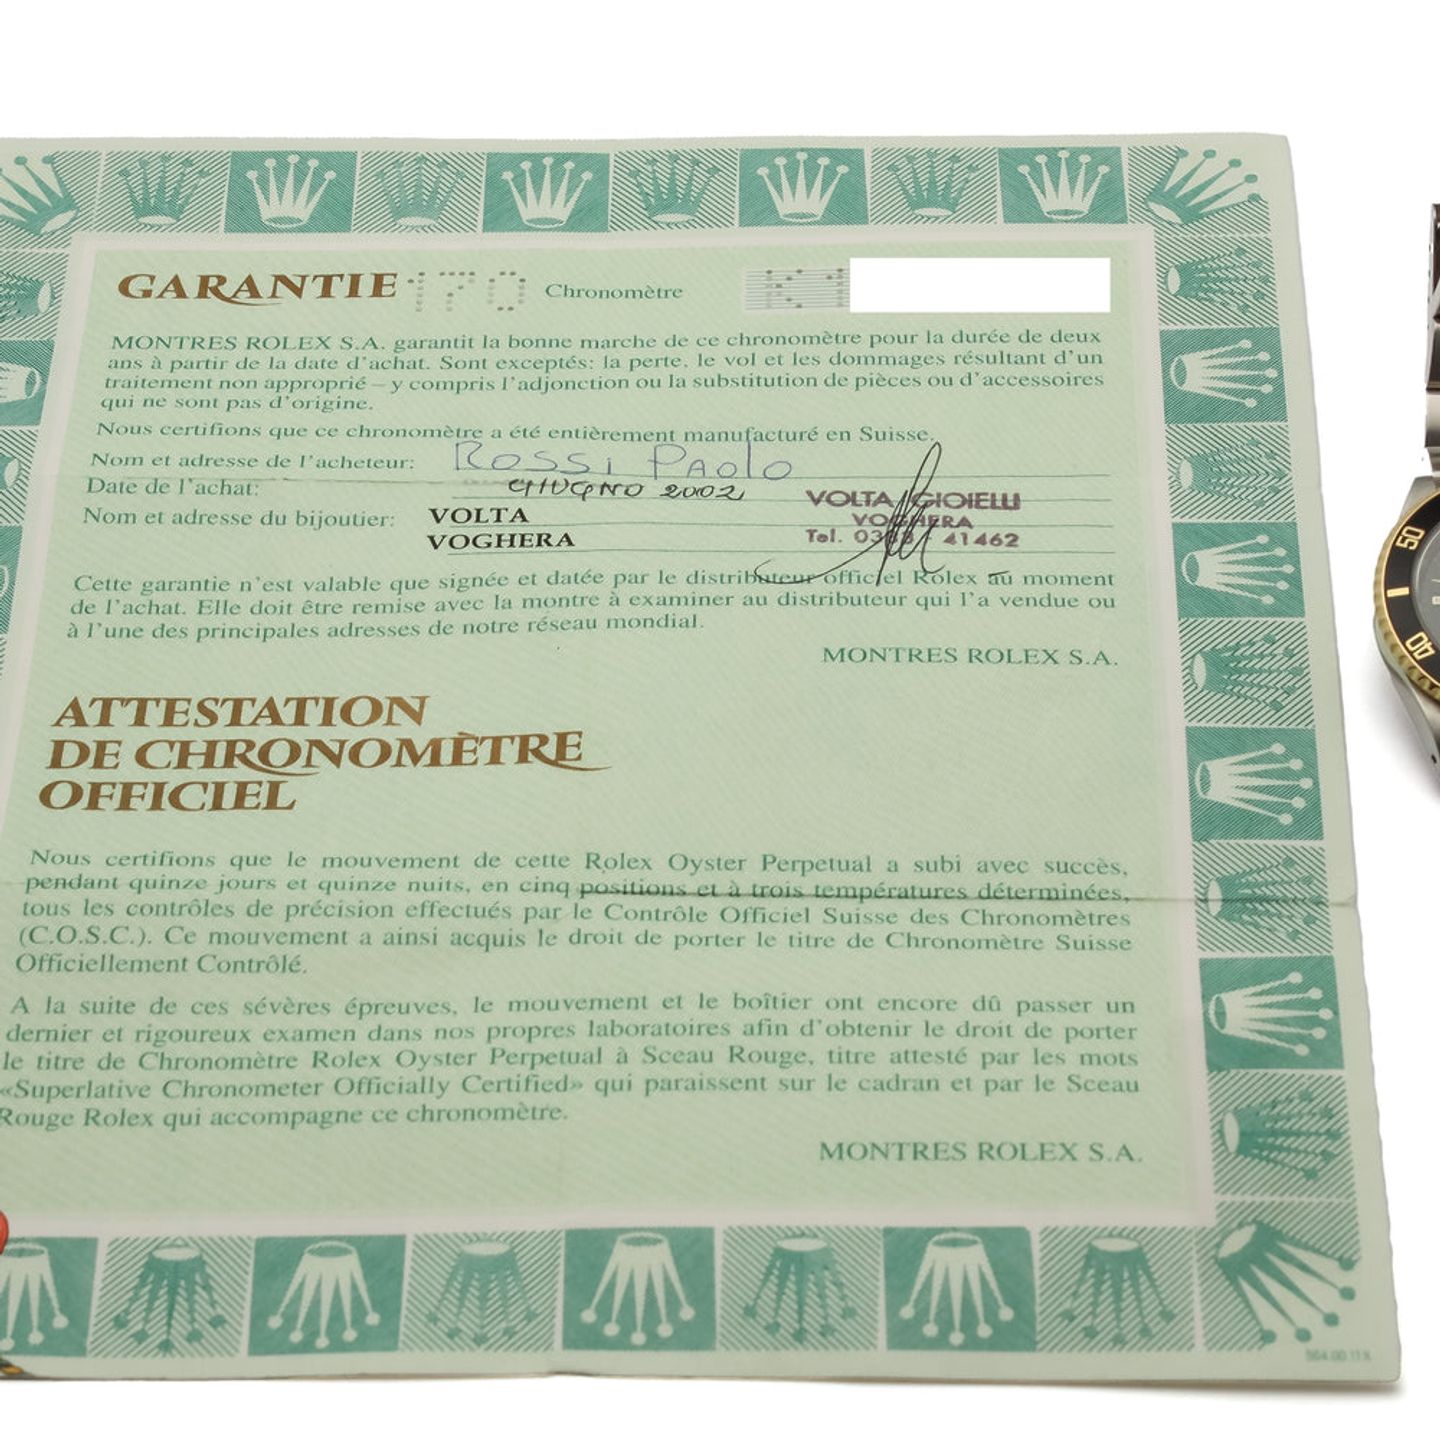 GARANTIE 170 Chronomètre K
MONTRES ROLEX S.A. garantit la bonne marche de ce chronomètre pour la durée de deux
ans à partir de la date d'achat. Sont exceptés: la perte, le vol et les dommages résultant d'un
traitement non approprié – y compris l'adjonction ou la substitution de pièces ou d'accessoires
qui ne sont pas d'origine.
Nous certifions que ce chronomètre a été entièrement manufacturé en Suisse.
Nom et adresse de l'acheteur: Rossi Paolo
Date de l'achat: GIUGNO 2002
Nom et adresse du bijoutier: VOLTA
VOGHERA
VOLTA GIOIELLI
VOGHERA
Tel. 41462
Cette garantie n'est valable que signée et datée par le distributeur officiel Rolex au moment
de l'achat. Elle doit être remise avec la montre à examiner au distributeur qui l'a vendue ou
à l'une des principales adresses de notre réseau mondial.
MONTRES ROLEX S.A.
ATTESTATION
DE CHRONOMÈTRE
OFFICIEL
Nous certifions que le mouvement de cette Rolex Oyster Perpetual a subi avec succès,
pendant quinze jours et quinze nuits, en cinq positions et à trois températures déterminées,
tous les contrôles de précision effectués par le Contrôle Officiel Suisse des Chronomètres
(C.O.S.C.). Ce mouvement a ainsi acquis le droit de porter le titre de Chronomètre Suisse
Officiellement Contrôlé.
A la suite de ces sévères épreuves, le mouvement et le boîtier ont encore dû passer un
dernier et rigoureux examen dans nos propres laboratoires afin d'obtenir le droit de porter
le titre de Chronomètre Rolex Oyster Perpetual à Sceau Rouge, titre attesté par les mots
«Superlative Chronometer Officially Certified» qui paraissent sur le cadran et par le Sceau
Rouge Rolex qui accompagne ce chronomètre.
MONTRES ROLEX S.A.
50
40